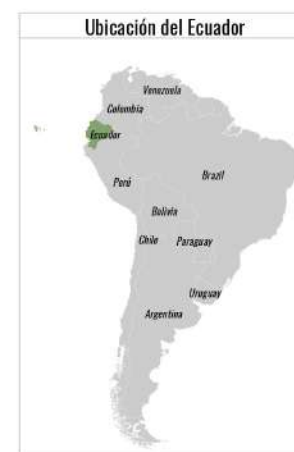 Ubicación del Ecuador
Venezuela
Colombia
Ecuador
Perú
Brazil
Bolivia
Chile
Paraguay
Uruguay
Argentina